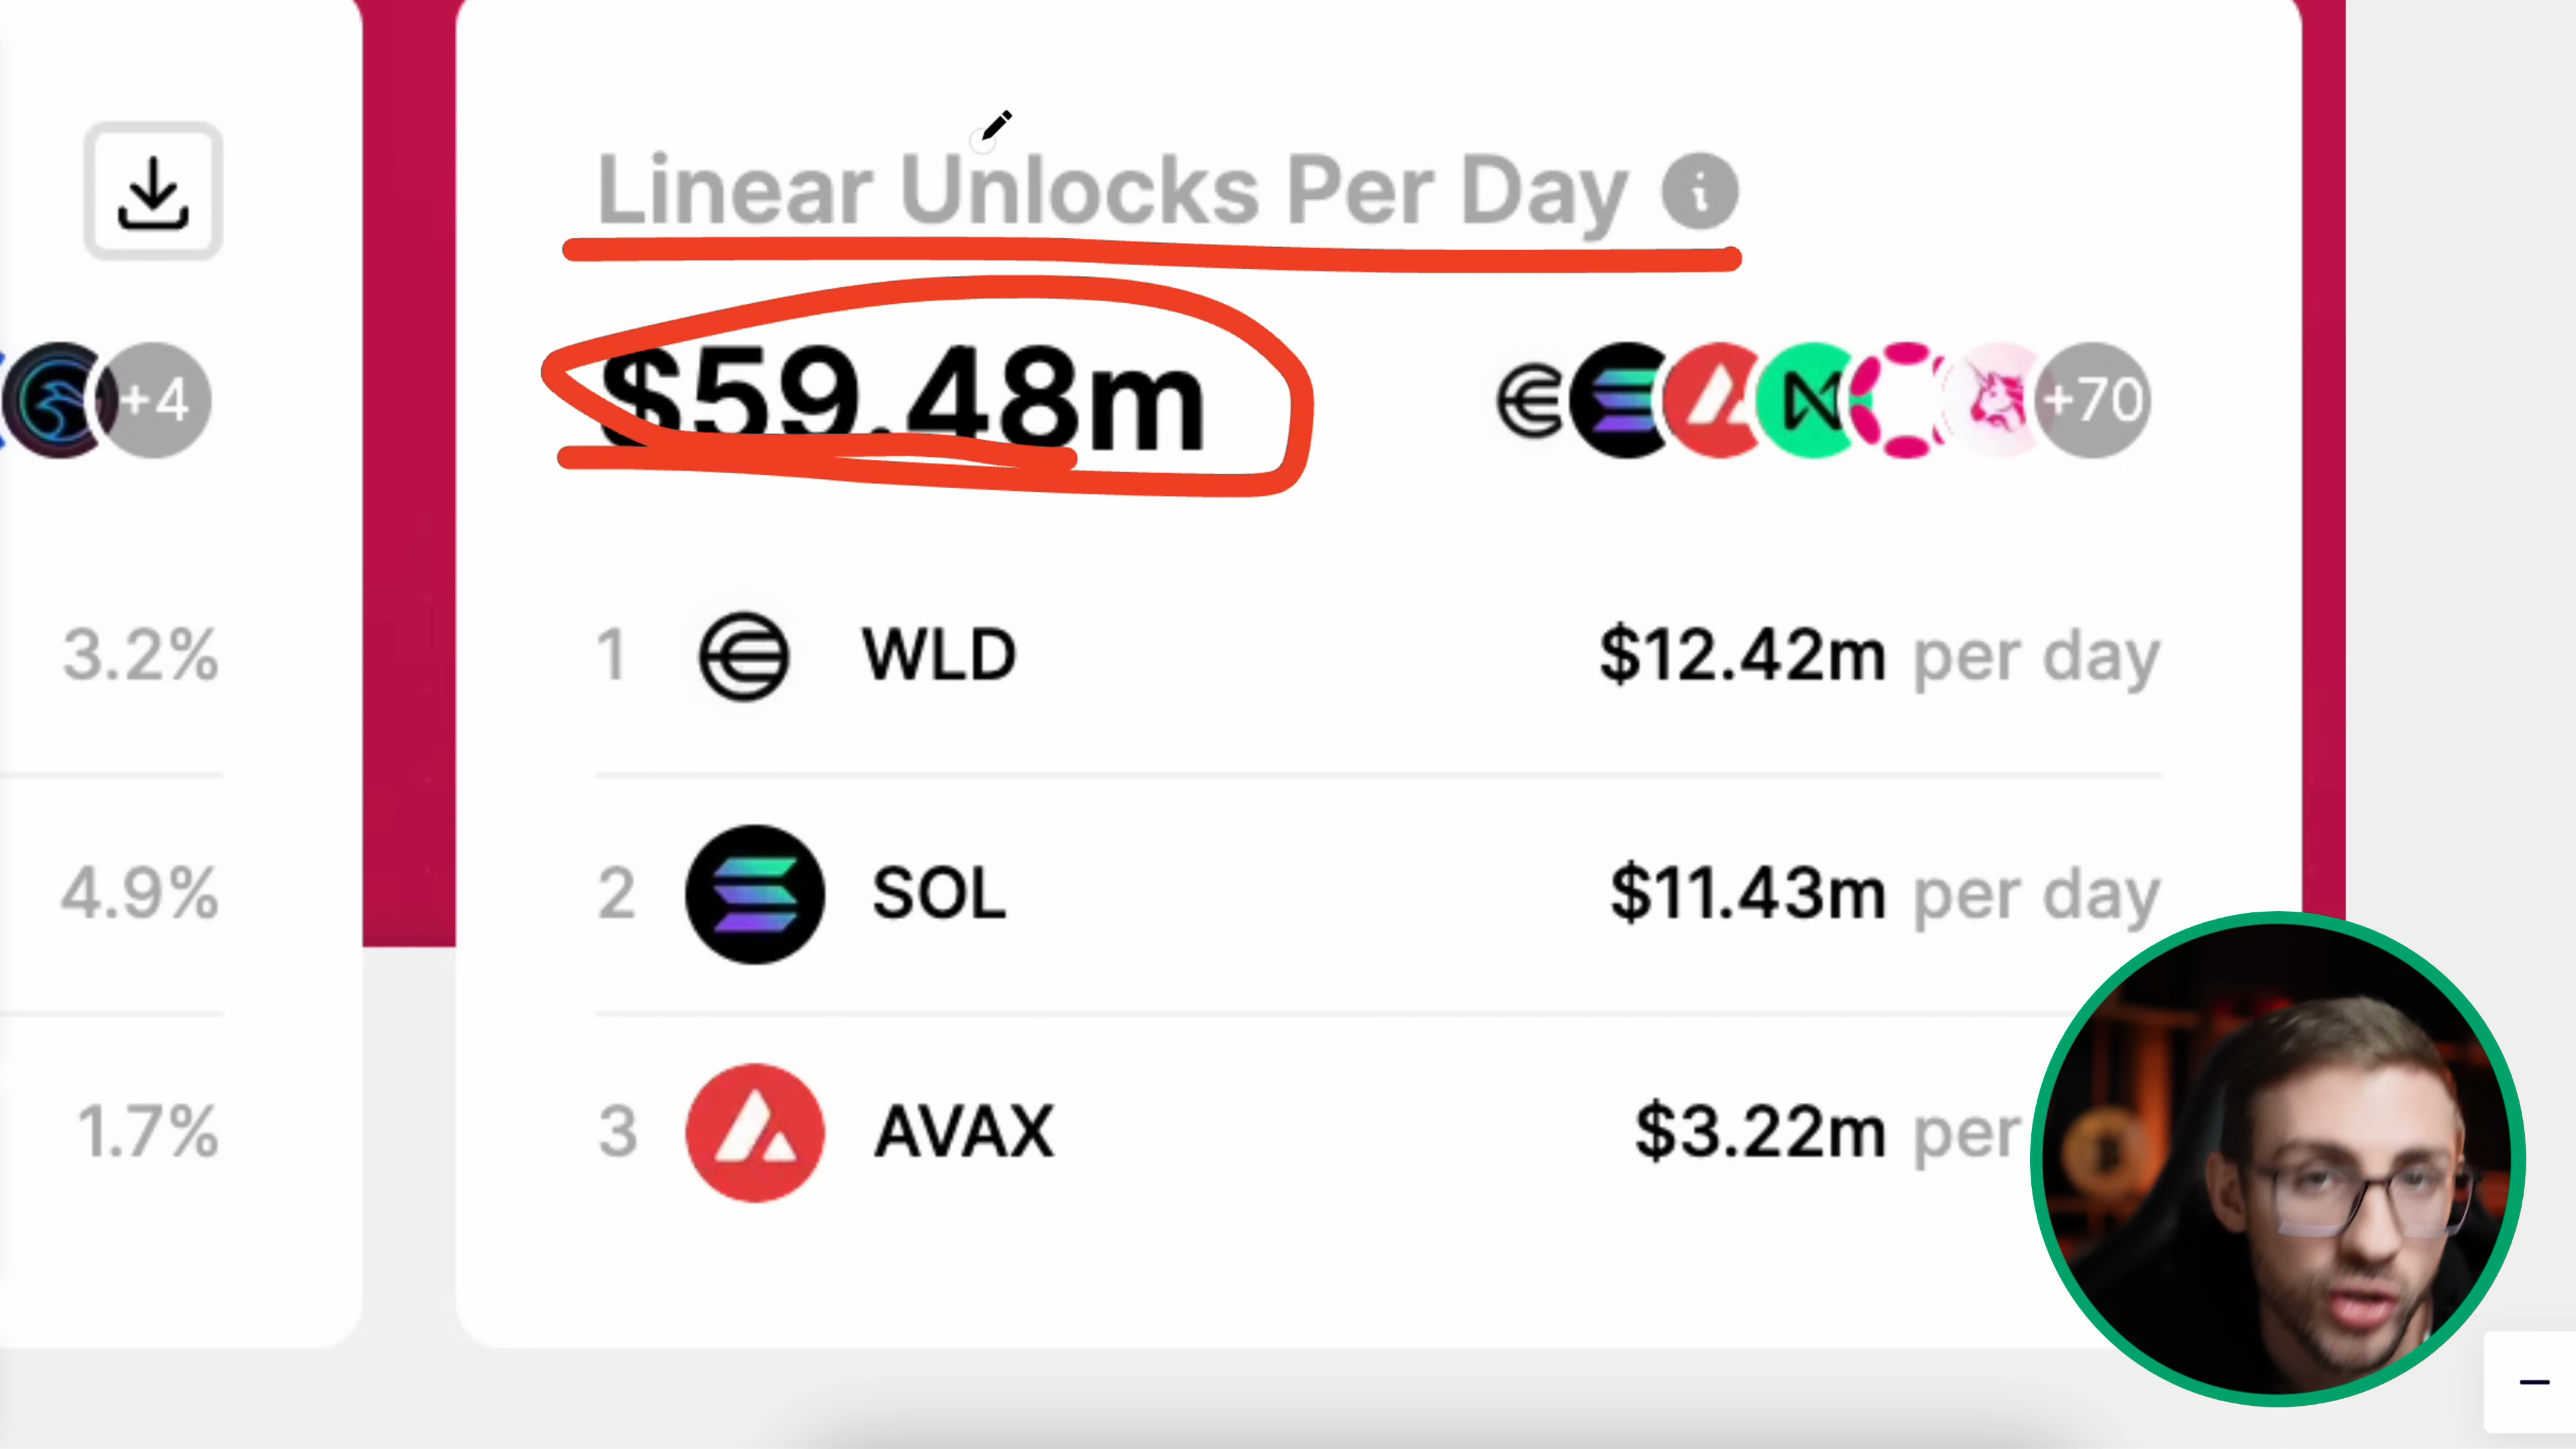 Linear Unlocks Per Day
$59.48m
+70
+4
1 WLD $12.42m per day
3.2%
2 SOL $11.43m per day
4.9%
3 AVAX $3.22m per
1.7%